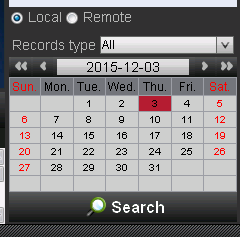 Local Remote
Records type All
2015-12-03
Sun. Mon. Tue. Wed. Thu. Fri. Sat.
1 2 3 4 5
6 7 8 9 10 11 12
13 14 15 16 17 18 19
20 21 22 23 24 25 26
27 28 29 30 31
Search